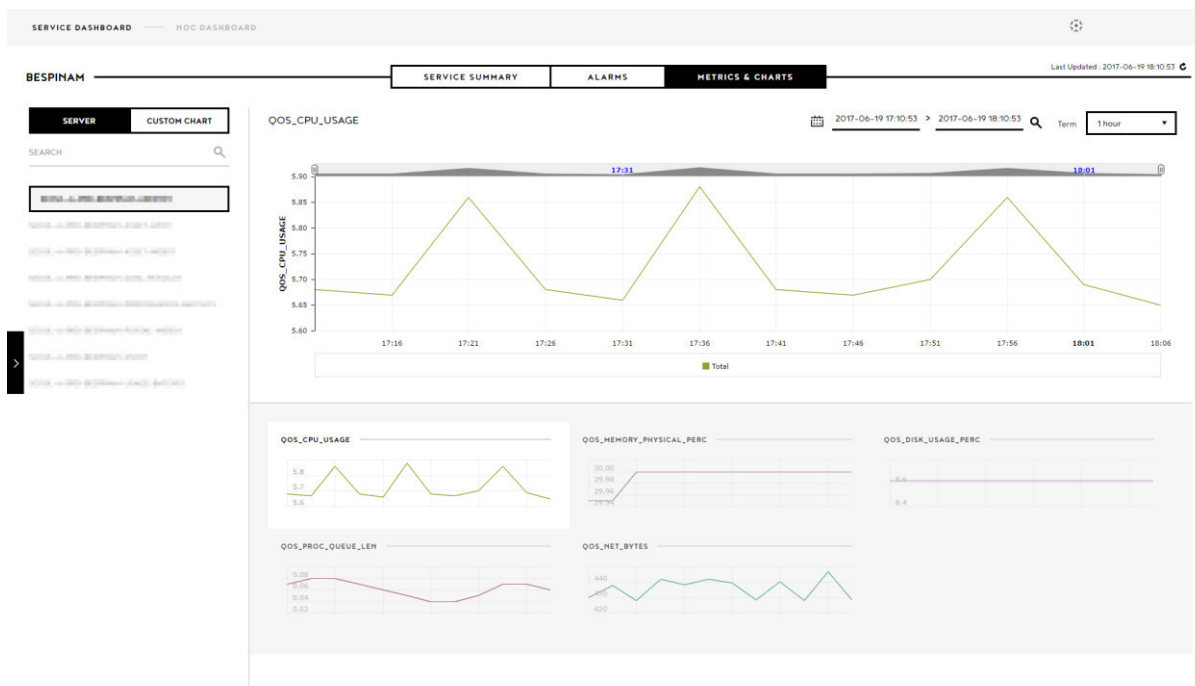 SERVICE DASHBOARD MOC DASHBOARD
BESPINAM
SERVICE SUMMARY ALARMS METRICS & CHARTS
Last Updated : 2017-06-19 18:10:53
SERVER CUSTOM CHART
SEARCH
QOS_CPU_USAGE
2017-06-19 17:10:53 > 2017-06-19 18:10:53 Term 1 hour
17:31 18:01
QOS_CPU_USAGE
5.90
5.85
5.80
5.75
5.70
5.65
5.60
17:16 17:21 17:26 17:31 17:36 17:41 17:46 17:51 17:56 18:01 18:06
Total
QOS_CPU_USAGE
5.8
5.7
5.6
QOS_MEMORY_PHYSICAL_PERC
30.00
29.98
29.96
29.94
QOS_DISK_USAGE_PERC
8.6
8.4
QOS_PROC_QUEUE_LEN
0.08
0.06
0.04
0.02
QOS_NET_BYTES
440
430
420